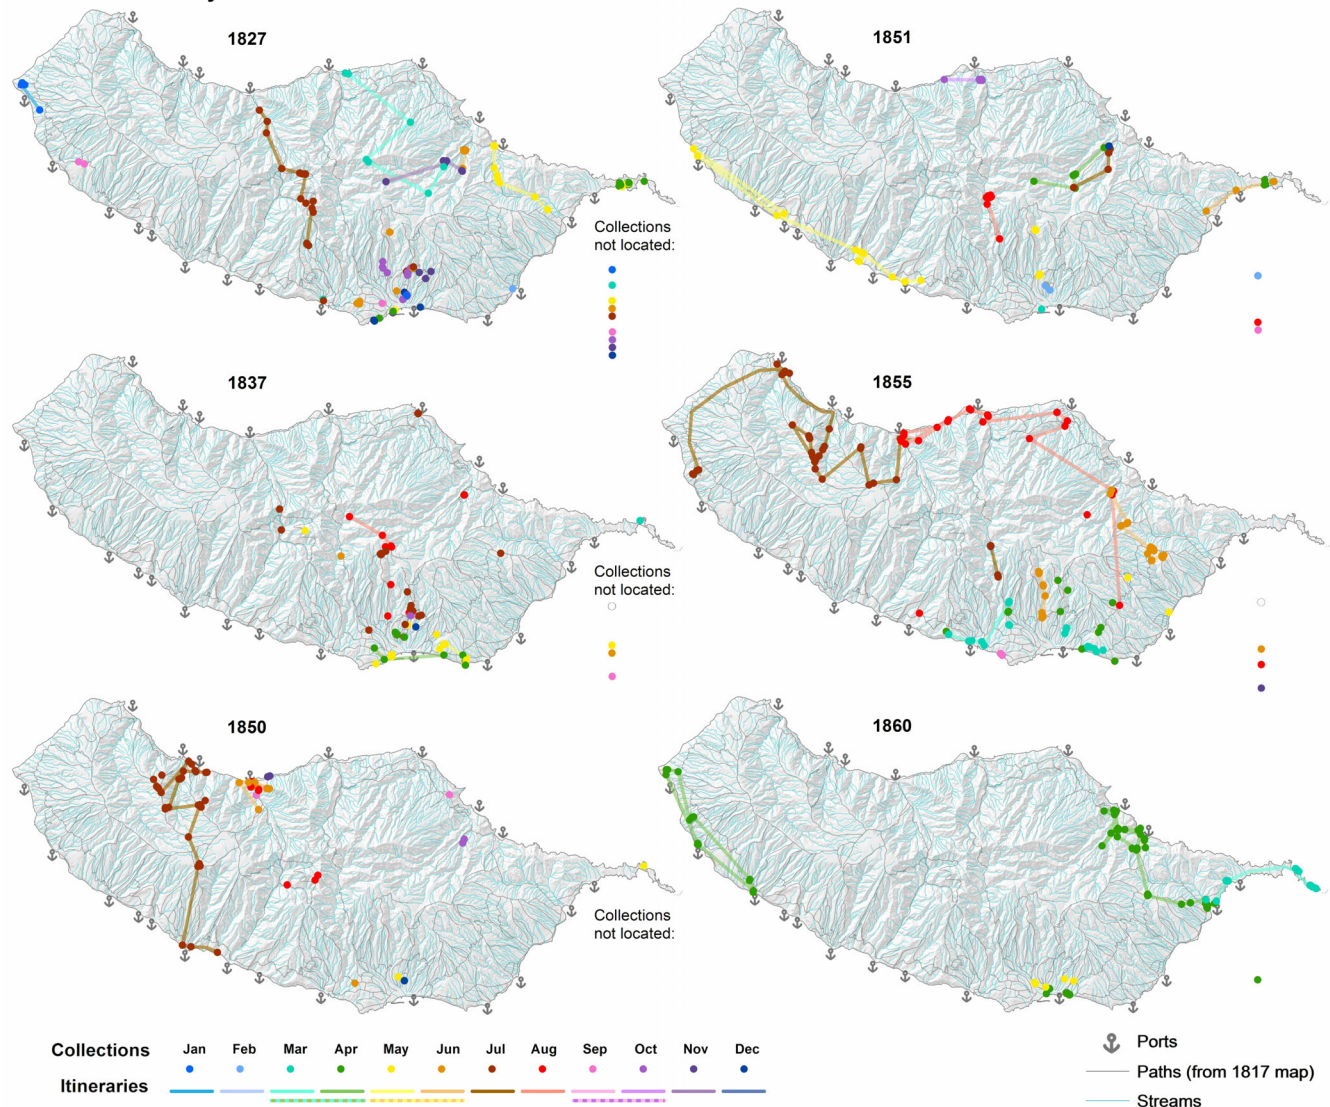 1827
1851
Collections
not located:
1837
1855
Collections
not located:
1850
1860
Collections
not located:
Collections Jan Feb Mar Apr May Jun Jul Aug Sep Oct Nov Dec
Itineraries
Ports
Paths (from 1817 map)
Streams